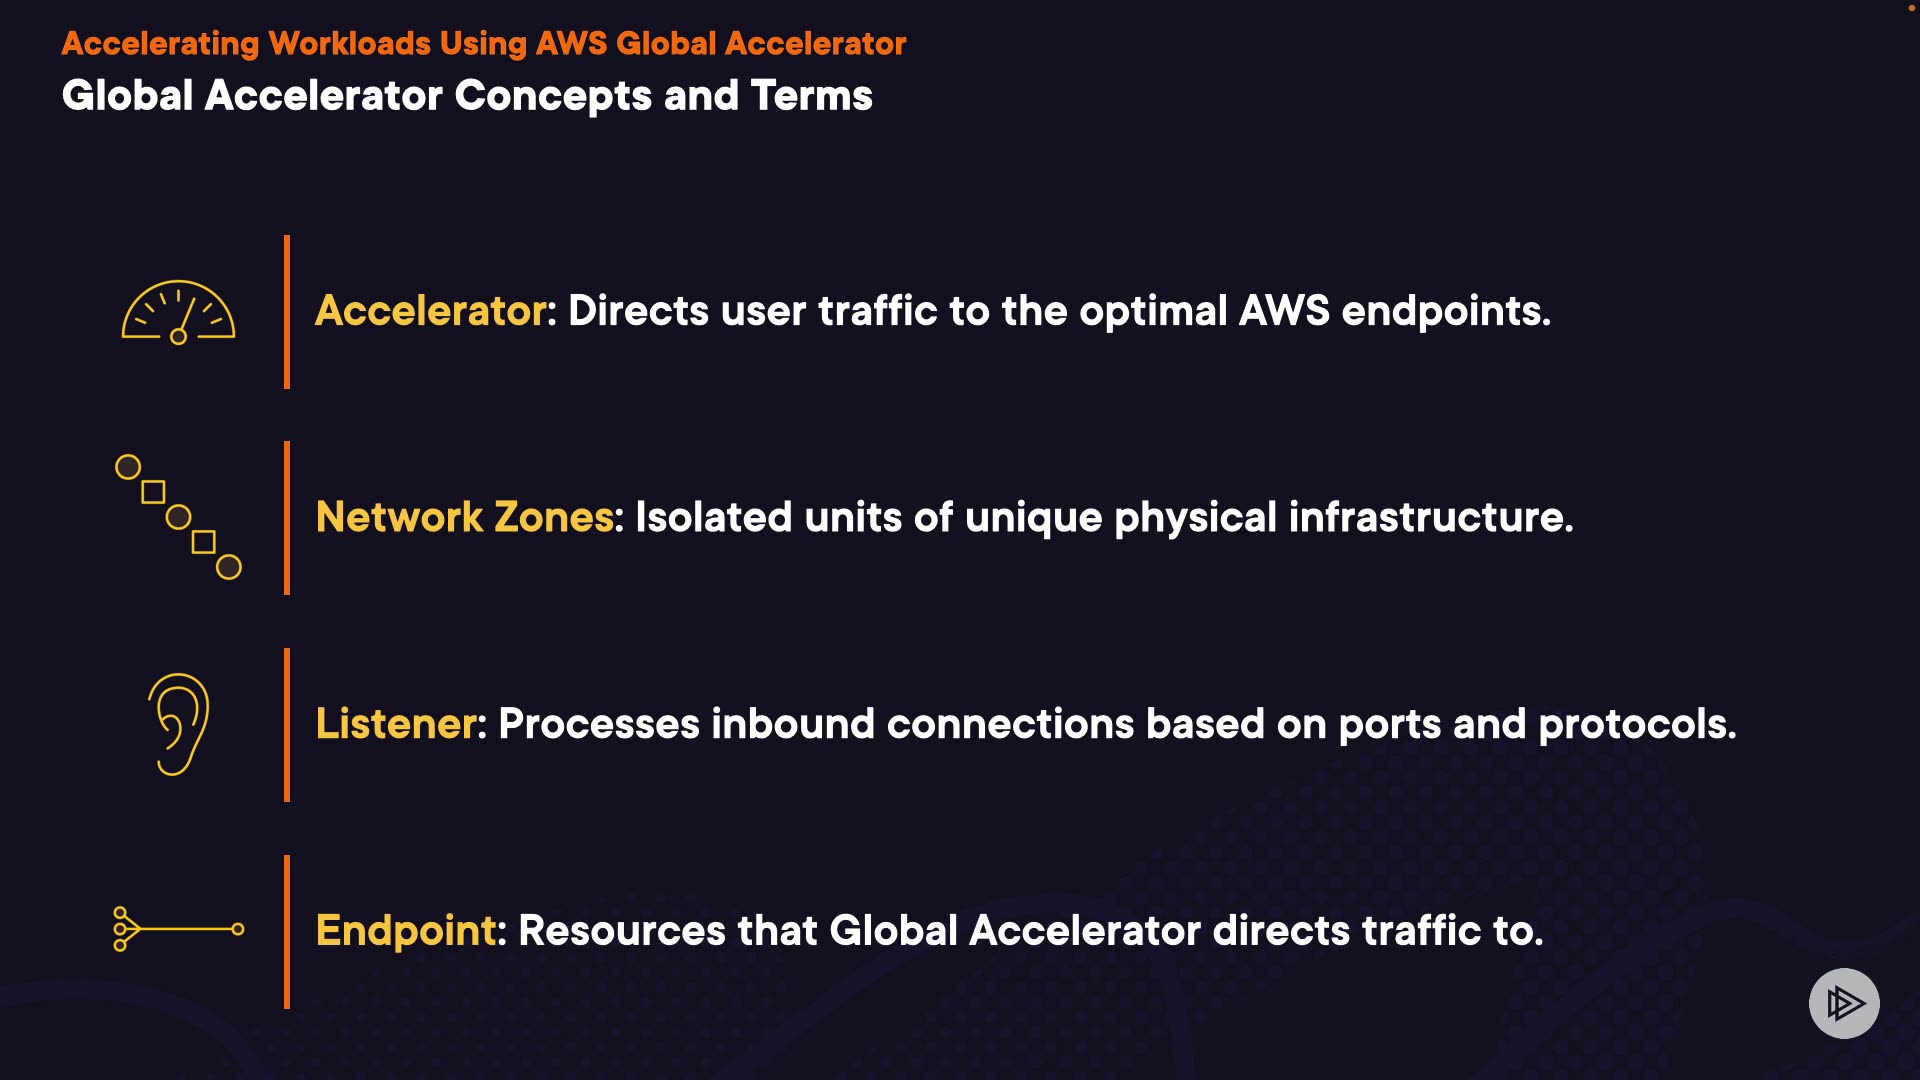 Accelerating Workloads Using AWS Global Accelerator
Global Accelerator Concepts and Terms
Accelerator: Directs user traffic to the optimal AWS endpoints.
Network Zones: Isolated units of unique physical infrastructure.
Listener: Processes inbound connections based on ports and protocols.
Endpoint: Resources that Global Accelerator directs traffic to.